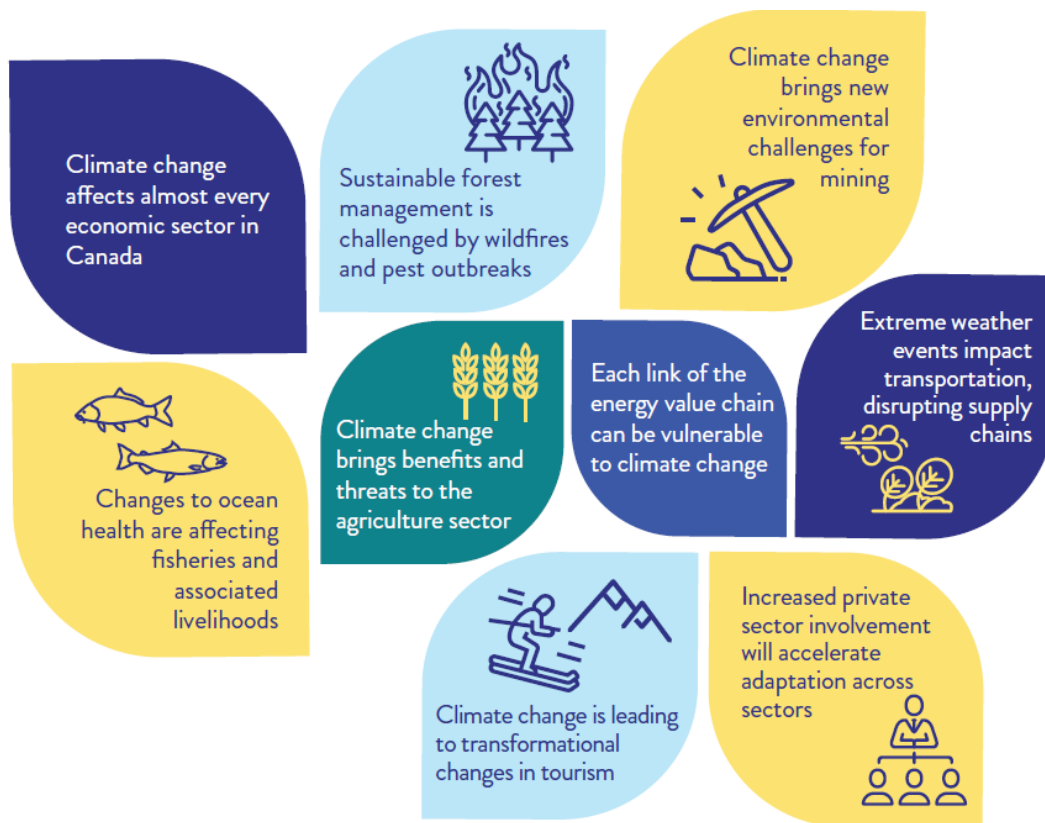 Climate change
affects almost every
economic sector in
Canada
Sustainable forest
management is
challenged by wildfires
and pest outbreaks
Climate change
brings new
environmental
challenges for
mining
Changes to ocean
health are affecting
fisheries and
associated
livelihoods
Climate change
brings benefits and
threats to the
agriculture sector
Each link of the
energy value chain
can be vulnerable
to climate change
Extreme weather
events impact
transportation,
disrupting supply
chains
Climate change is leading
to transformational
changes in tourism
Increased private
sector involvement
will accelerate
adaptation across
sectors